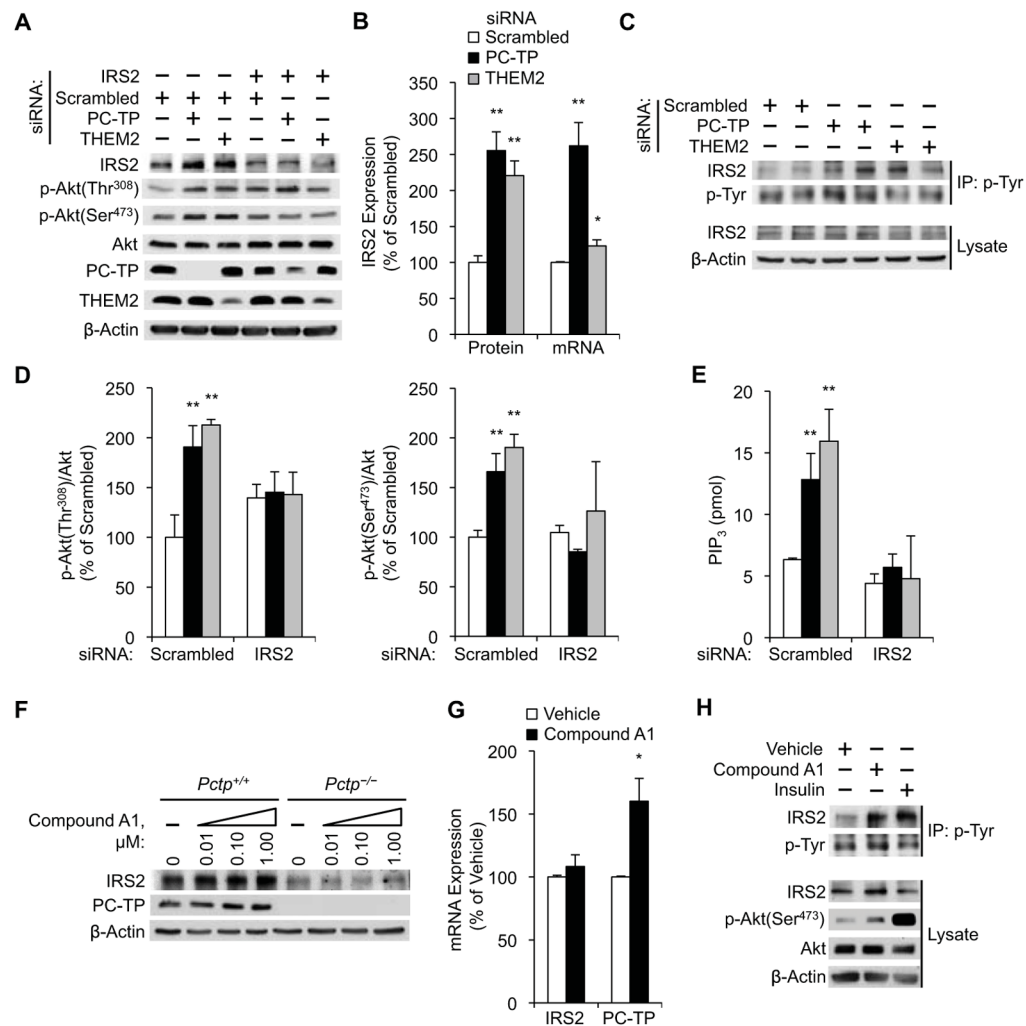 A
siRNA:
IRS2 − − − + + +
Scrambled + + + + − −
PC-TP − + − − + −
THEM2 − − + − − +
IRS2
p-Akt(Thr308)
p-Akt(Ser473)
Akt
PC-TP
THEM2
β-Actin
B
siRNA
Scrambled
PC-TP
THEM2
IRS2 Expression
(% of Scrambled)
350
300
250
200
150
100
50
0
** ** ** *
Protein mRNA
C
siRNA:
Scrambled + + − − − −
PC-TP − − + + − −
THEM2 − − − − + +
IRS2
p-Tyr
IP: p-Tyr
IRS2
β-Actin
Lysate
D
p-Akt(Thr308)/Akt
(% of Scrambled)
250
200
150
100
50
0
** **
siRNA: Scrambled IRS2
p-Akt(Ser473)/Akt
(% of Scrambled)
250
200
150
100
50
0
** **
siRNA: Scrambled IRS2
E
PIP3 (pmol)
20
15
10
5
0
** **
siRNA: Scrambled IRS2
F
Pctp+/+ Pctp−/−
Compound A1, − −
μM: 0 0.01 0.10 1.00 0 0.01 0.10 1.00
IRS2
PC-TP
β-Actin
G
Vehicle
Compound A1
mRNA Expression
(% of Vehicle)
200
150
100
50
0
*
IRS2 PC-TP
H
Vehicle + − −
Compound A1 − + −
Insulin − − +
IRS2
p-Tyr
IP: p-Tyr
IRS2
p-Akt(Ser473)
Akt
β-Actin
Lysate